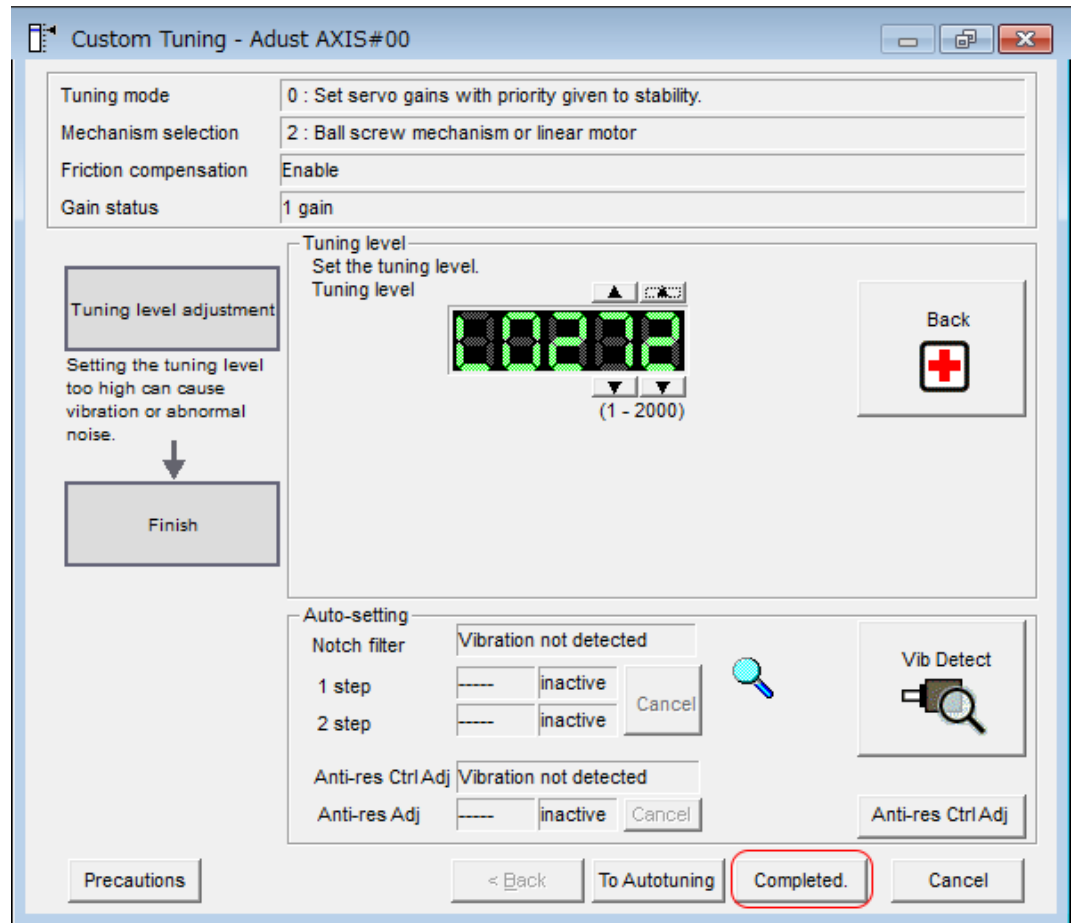 Custom Tuning - Adust AXIS#00
Tuning mode
0 : Set servo gains with priority given to stability.
Mechanism selection
2 : Ball screw mechanism or linear motor
Friction compensation
Enable
Gain status
1 gain
Tuning level adjustment
Setting the tuning level
too high can cause
vibration or abnormal
noise.
Finish
Tuning level
Set the tuning level.
Tuning level
L0272
(1 - 2000)
Back
Auto-setting
Notch filter
Vibration not detected
1 step
-----
inactive
Cancel
2 step
-----
inactive
Vib Detect
Anti-res Ctrl Adj
Vibration not detected
Anti-res Adj
-----
inactive
Cancel
Anti-res Ctrl Adj
Precautions
< Back
To Autotuning
Completed.
Cancel